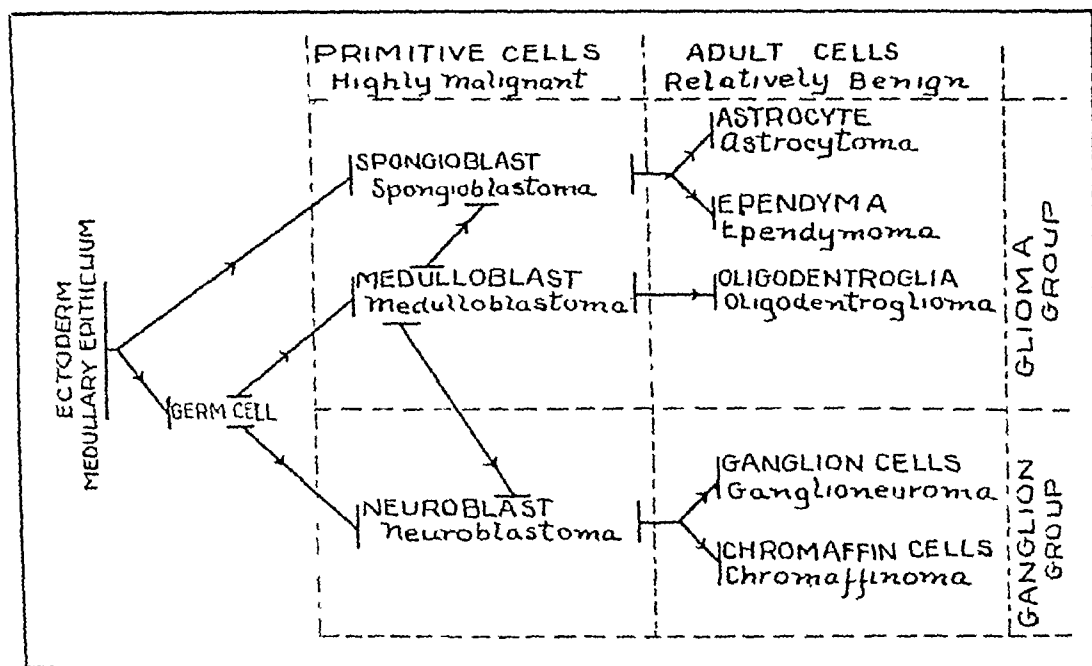 PRIMITIVE CELLS
Highly Malignant
ADULT CELLS
Relatively Benign
ECTODERM
MEDULLARY EPITHELIUM
GERM CELL
SPONGIOBLAST
Spongioblastoma
MEDULLOBLAST
Medulloblastoma
NEUROBLAST
Neuroblastoma
ASTROCYTE
Astrocytoma
EPENDYMA
Ependymoma
OLIGODENTROGLIA
Oligodentroglioma
GANGLION CELLS
Ganglioneuroma
CHROMAFFIN CELLS
Chromaffinoma
GLIOMA
GROUP
GANGLION
GROUP